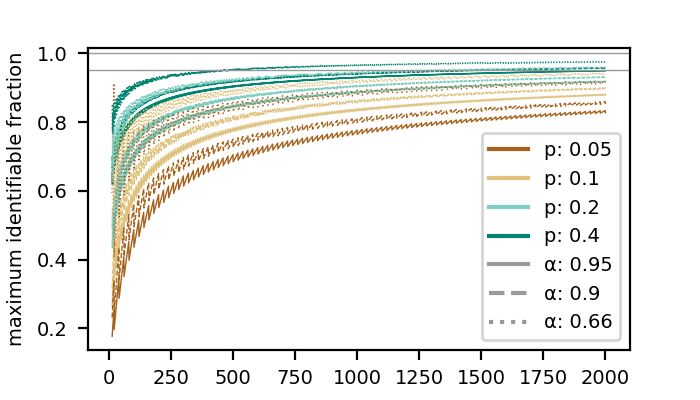 maximum identifiable fraction
1.0
0.8
0.6
0.4
0.2
0 250 500 750 1000 1250 1500 1750 2000
p: 0.05
p: 0.1
p: 0.2
p: 0.4
α: 0.95
α: 0.9
α: 0.66